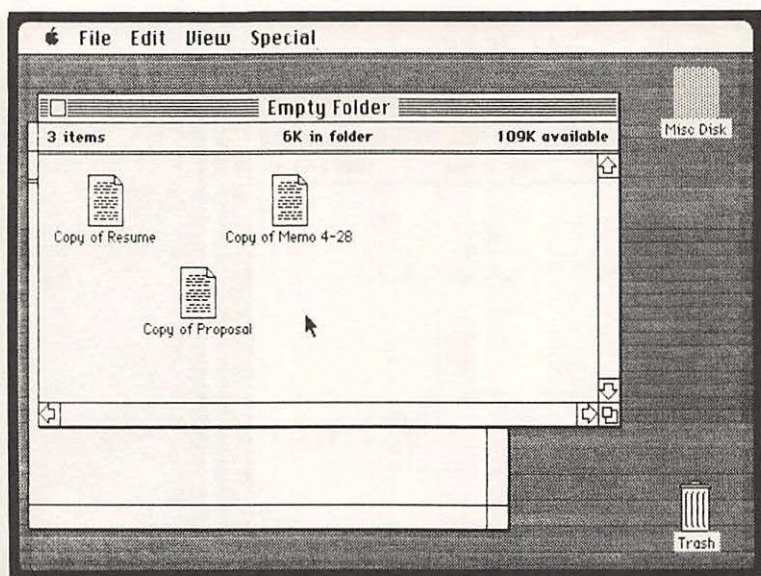 File Edit View Special
Empty Folder
3 items 6K in folder 109K available
Misc Disk
Copy of Resume Copy of Memo 4-28
Copy of Proposal
Trash